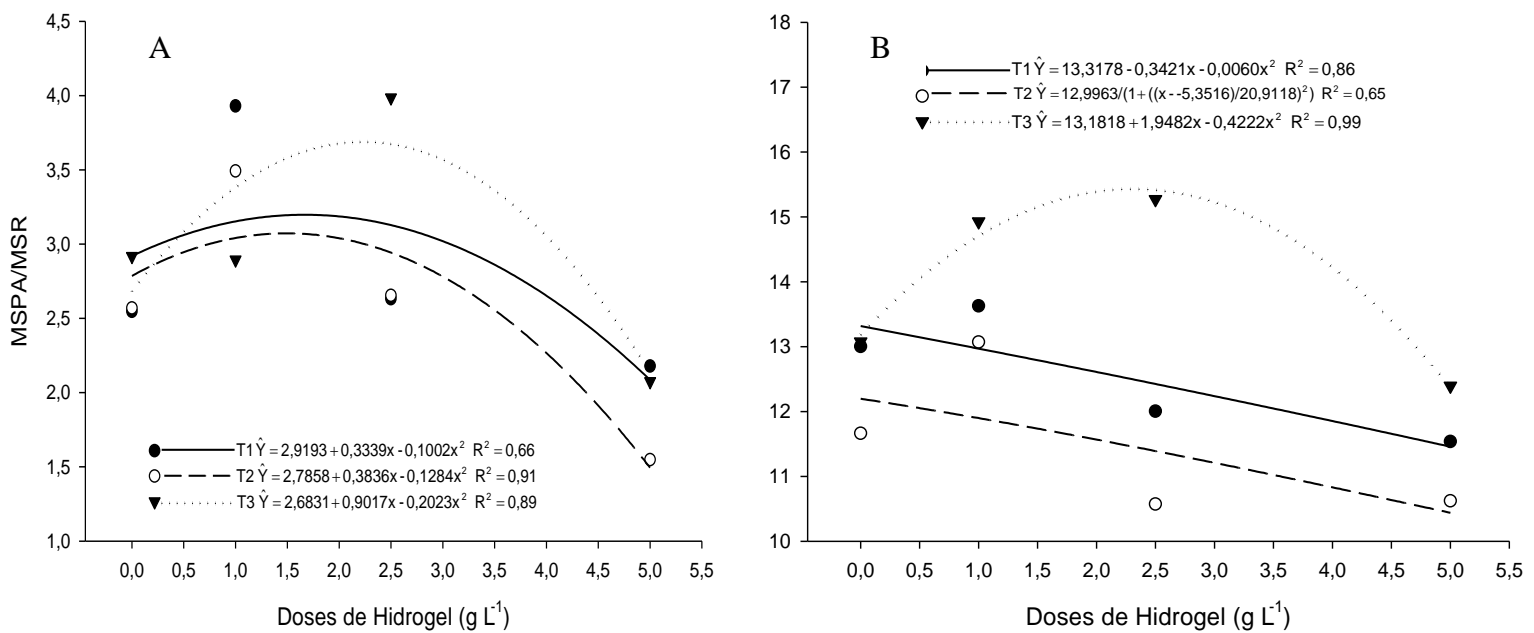 A
4,5
4,0
3,5
3,0
2,5
2,0
1,5
1,0
MSPA/MSR
T1 Ŷ = 2,9193 + 0,3339x - 0,1002x² R² = 0,66
T2 Ŷ = 2,7858 + 0,3836x - 0,1284x² R² = 0,91
T3 Ŷ = 2,6831 + 0,9017x - 0,2023x² R² = 0,89
0,0 0,5 1,0 1,5 2,0 2,5 3,0 3,5 4,0 4,5 5,0 5,5
Doses de Hidrogel (g L⁻¹)
B
18
17
16
15
14
13
12
11
10
T1 Ŷ = 13,3178 - 0,3421x - 0,0060x² R² = 0,86
T2 Ŷ = 12,9963/(1+((x--5,3516)/20,9118)²) R² = 0,65
T3 Ŷ = 13,1818 + 1,9482x - 0,4222x² R² = 0,99
0,0 0,5 1,0 1,5 2,0 2,5 3,0 3,5 4,0 4,5 5,0 5,5
Doses de Hidrogel (g L⁻¹)